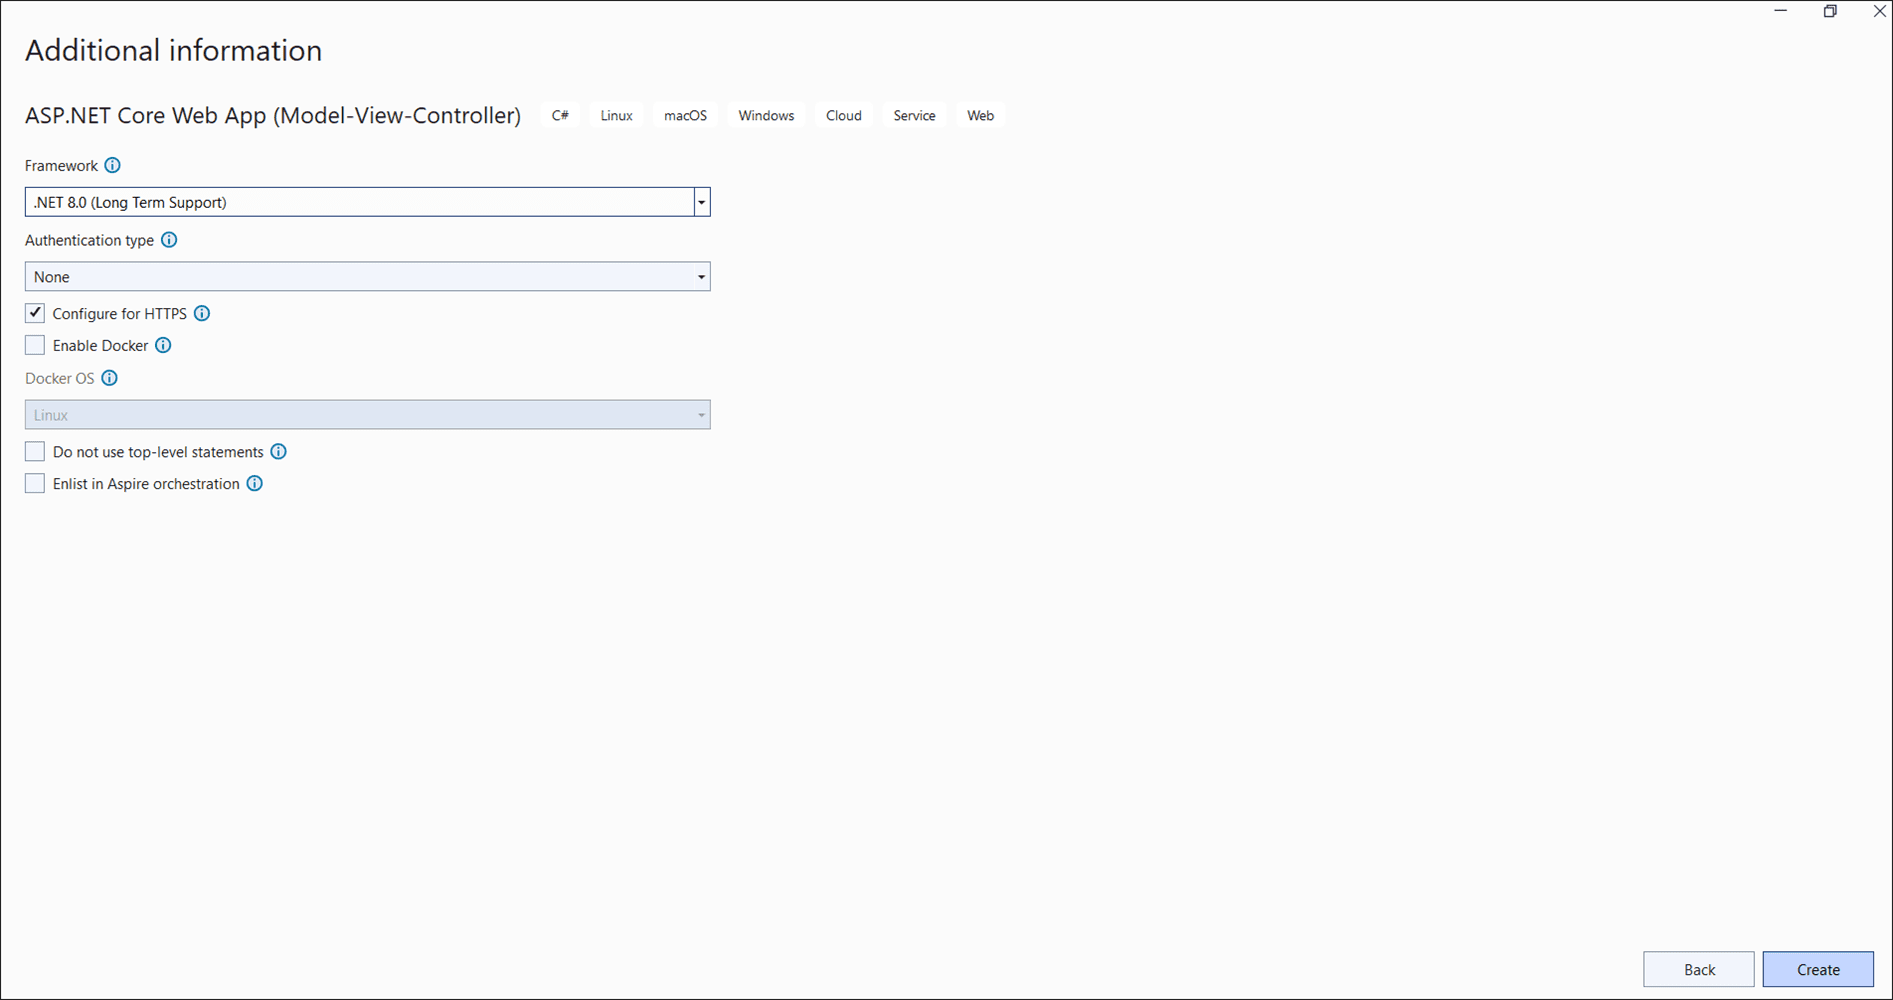 Additional information
ASP.NET Core Web App (Model-View-Controller) C# Linux macOS Windows Cloud Service Web
Framework
.NET 8.0 (Long Term Support)
Authentication type
None
Configure for HTTPS
Enable Docker
Docker OS
Linux
Do not use top-level statements
Enlist in Aspire orchestration
Back Create